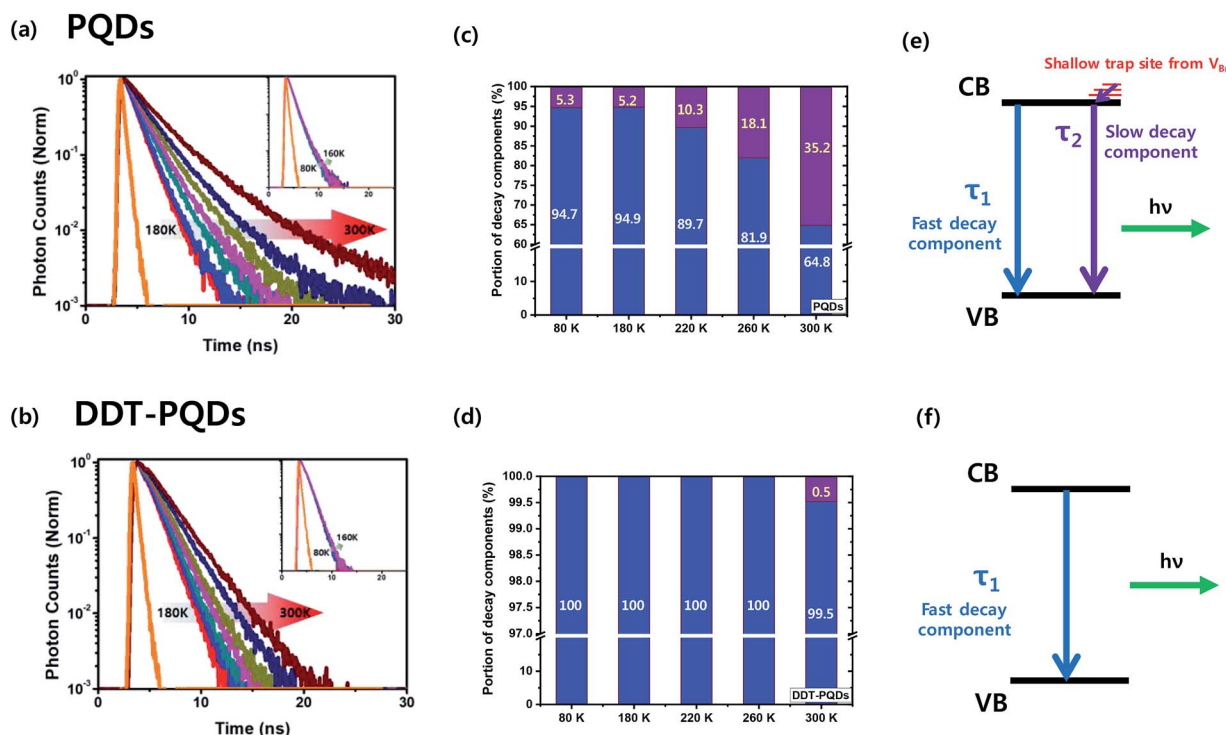 (a) PQDs
Photon Counts (Norm)
10⁰
10⁻¹
10⁻²
10⁻³
180K
300K
0 10 20 30
Time (ns)
80K
160K
0 10 20
(c)
Portion of decay components (%)
100
95
90
85
80
75
70
65
60
10
0
5.3
5.2
10.3
18.1
35.2
94.7
94.9
89.7
81.9
64.8
PQDs
80 K 180 K 220 K 260 K 300 K
(e)
Shallow trap site from
CB
τ₁
Fast decay
component
τ₂
Slow decay
component
hν
VB
(b) DDT-PQDs
Photon Counts (Norm)
10⁰
10⁻¹
10⁻²
10⁻³
180K
300K
0 10 20 30
Time (ns)
80K
160K
0 10 20
(d)
Portion of decay components (%)
100.0
99.5
99.0
98.5
98.0
97.5
97.0
10
0
0.5
100
100
100
100
99.5
DDT-PQDs
80 K 180 K 220 K 260 K 300 K
(f)
CB
τ₁
Fast decay
component
hν
VB